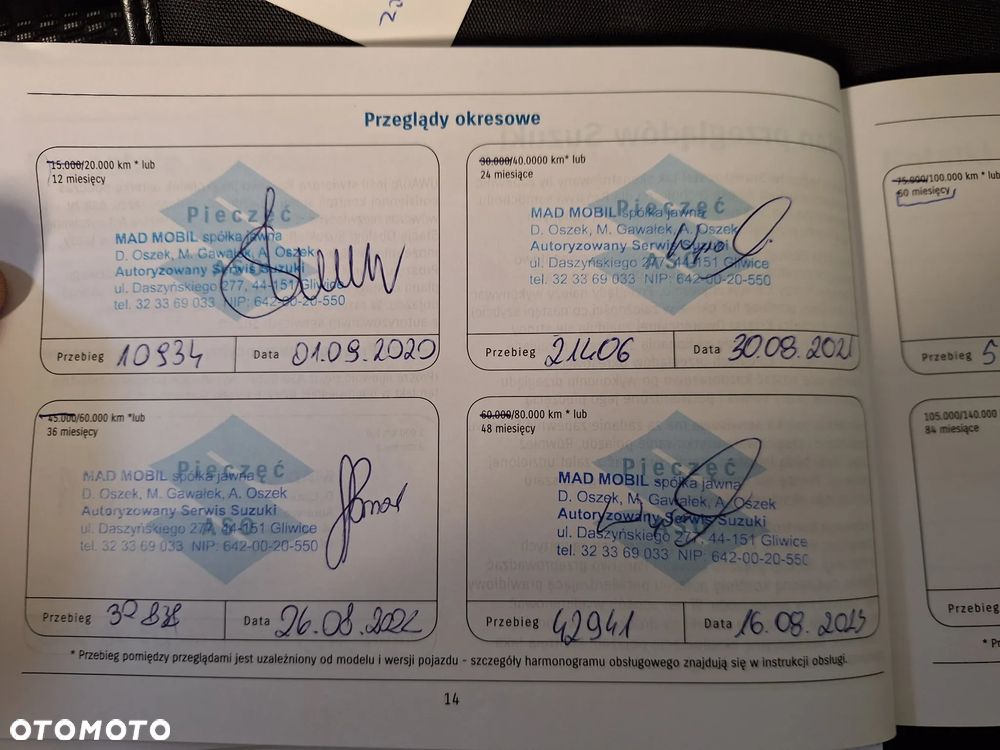 Przeglądy okresowe
15.000/20.000 km * lub
12 miesięcy
Pieczęć
MAD MOBIL spółka jawna
D. Oszek, M. Gawałek, A. Oszek
Autoryzowany Serwis Suzuki
ASO
ul. Daszyńskiego 277, 44-151 Gliwice
tel. 32 33 69 033 NIP: 642-00-20-550
Przebieg 10934 Data 01.09.2020
30.000/40.0000 km* lub
24 miesiące
Pieczęć
MAD MOBIL spółka jawna
D. Oszek, M. Gawałek, A. Oszek
Autoryzowany Serwis Suzuki
ASO
ul. Daszyńskiego 277, 44-151 Gliwice
tel. 32 33 69 033 NIP: 642-00-20-550
Przebieg 21406 Data 30.08.2021
45.000/60.000 km *lub
36 miesięcy
Pieczęć
MAD MOBIL spółka jawna
D. Oszek, M. Gawałek, A. Oszek
Autoryzowany Serwis Suzuki
ASO
ul. Daszyńskiego 277, 44-151 Gliwice
tel. 32 33 69 033 NIP: 642-00-20-550
Przebieg Data 26.08.2022
60.000/80.000 km *lub
48 miesięcy
Pieczęć
MAD MOBIL spółka jawna
D. Oszek, M. Gawałek, A. Oszek
Autoryzowany Serwis Suzuki
ASO
ul. Daszyńskiego 277, 44-151 Gliwice
tel. 32 33 69 033 NIP: 642-00-20-550
Przebieg 42941 Data 16.08.2023
* Przebieg pomiędzy przeglądami jest uzależniony od modelu i wersji pojazdu - szczegóły harmonogramu obsługowego znajdują się w instrukcji obsługi.
14
75.000/100.000 km
60 miesięcy
Przebieg 5
105.000/140.000
84 miesiące
Przebieg
OTOMOTO